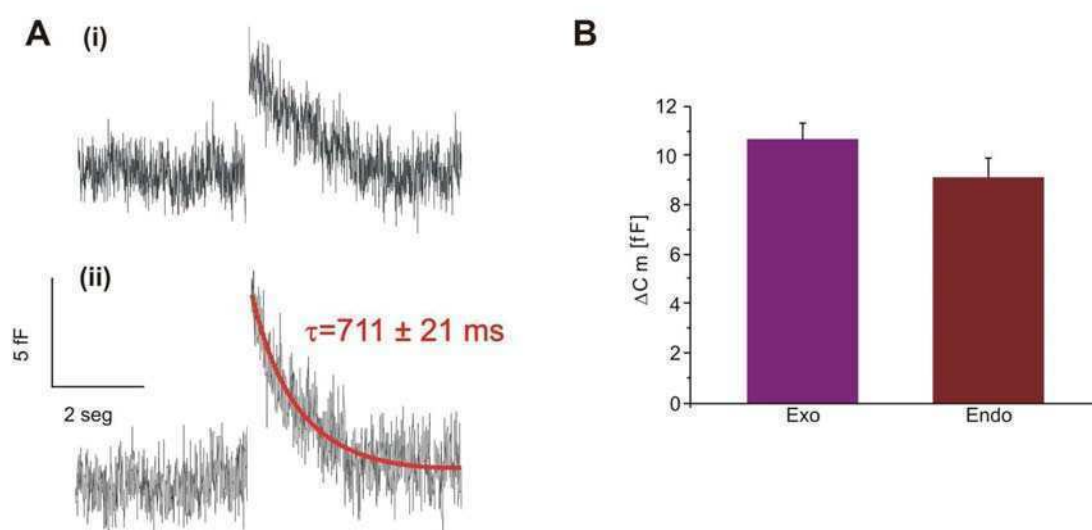 A
(i)
(ii)
5 fF
2 seg
τ=711 ± 21 ms
B
ΔC m [fF]
12
10
8
6
4
2
0
Exo
Endo